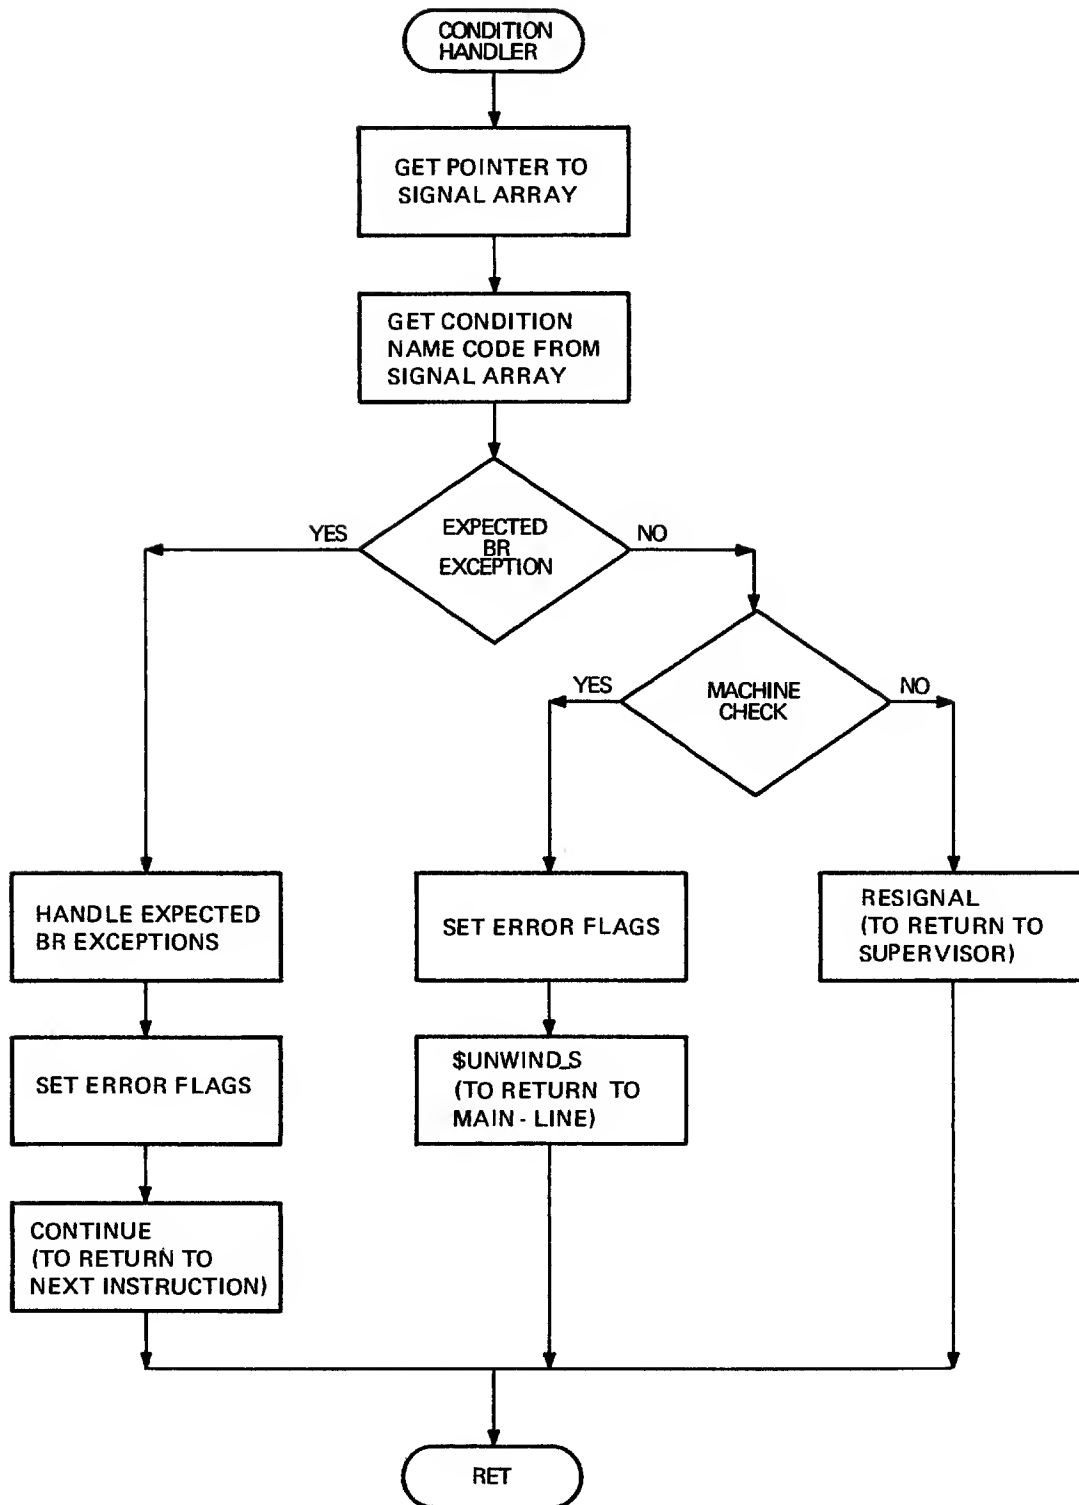 CONDITION
HANDLER
GET POINTER TO
SIGNAL ARRAY
GET CONDITION
NAME CODE FROM
SIGNAL ARRAY
YES
EXPECTED
BR
EXCEPTION
NO
YES
MACHINE
CHECK
NO
HANDLE EXPECTED
BR EXCEPTIONS
SET ERROR FLAGS
RESIGNAL
(TO RETURN TO
SUPERVISOR)
SET ERROR FLAGS
$UNWIND_S
(TO RETURN TO
MAIN - LINE)
CONTINUE
(TO RETURN TO
NEXT INSTRUCTION)
RET